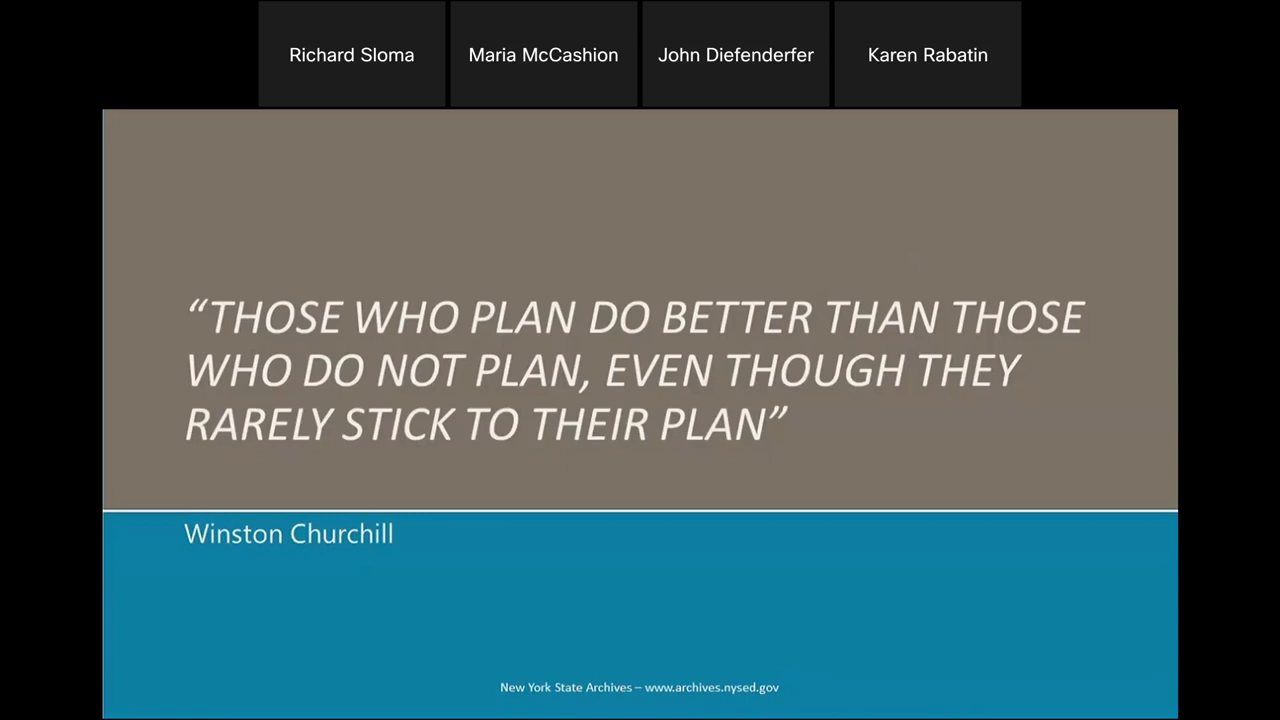 Richard Sloma
Maria McCashion
John Diefenderfer
Karen Rabatin
“THOSE WHO PLAN DO BETTER THAN THOSE
WHO DO NOT PLAN, EVEN THOUGH THEY
RARELY STICK TO THEIR PLAN”
Winston Churchill
New York State Archives – www.archives.nysed.gov